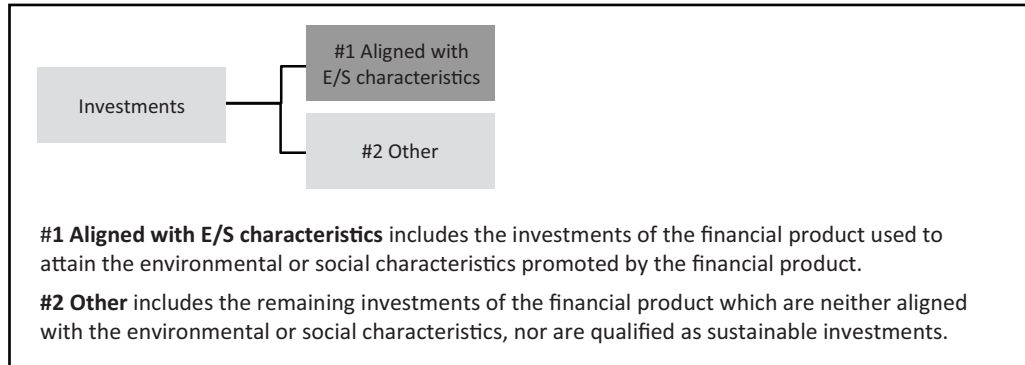 #1 Aligned with
E/S characteristics
Investments
#2 Other
#1 Aligned with E/S characteristics includes the investments of the financial product used to
attain the environmental or social characteristics promoted by the financial product.
#2 Other includes the remaining investments of the financial product which are neither aligned
with the environmental or social characteristics, nor are qualified as sustainable investments.